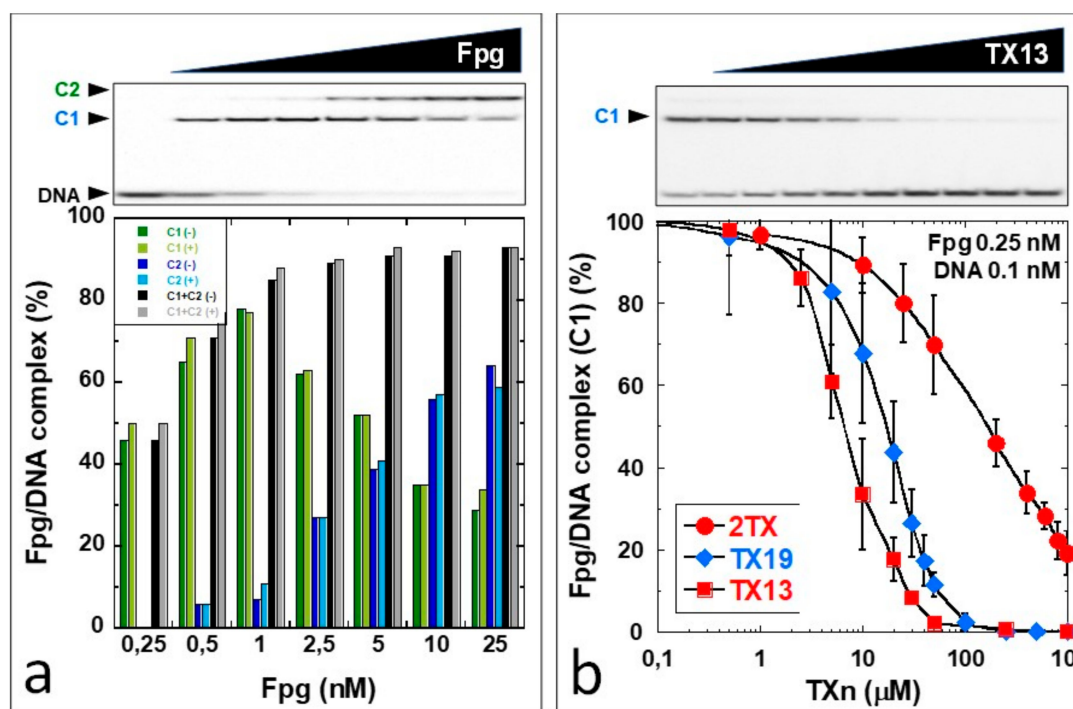 Fpg
C2
C1
DNA
Fpg/DNA complex (%)
100
80
60
40
20
0
C1 (-)
C1 (+)
C2 (-)
C2 (+)
C1+C2 (-)
C1+C2 (+)
0,25 0,5 1 2,5 5 10 25
Fpg (nM)
a
TX13
C1
Fpg/DNA complex (C1) (%)
100
80
60
40
20
0
Fpg 0.25 nM
DNA 0.1 nM
2TX
TX19
TX13
0,1 1 10 100 10
TXn (µM)
b